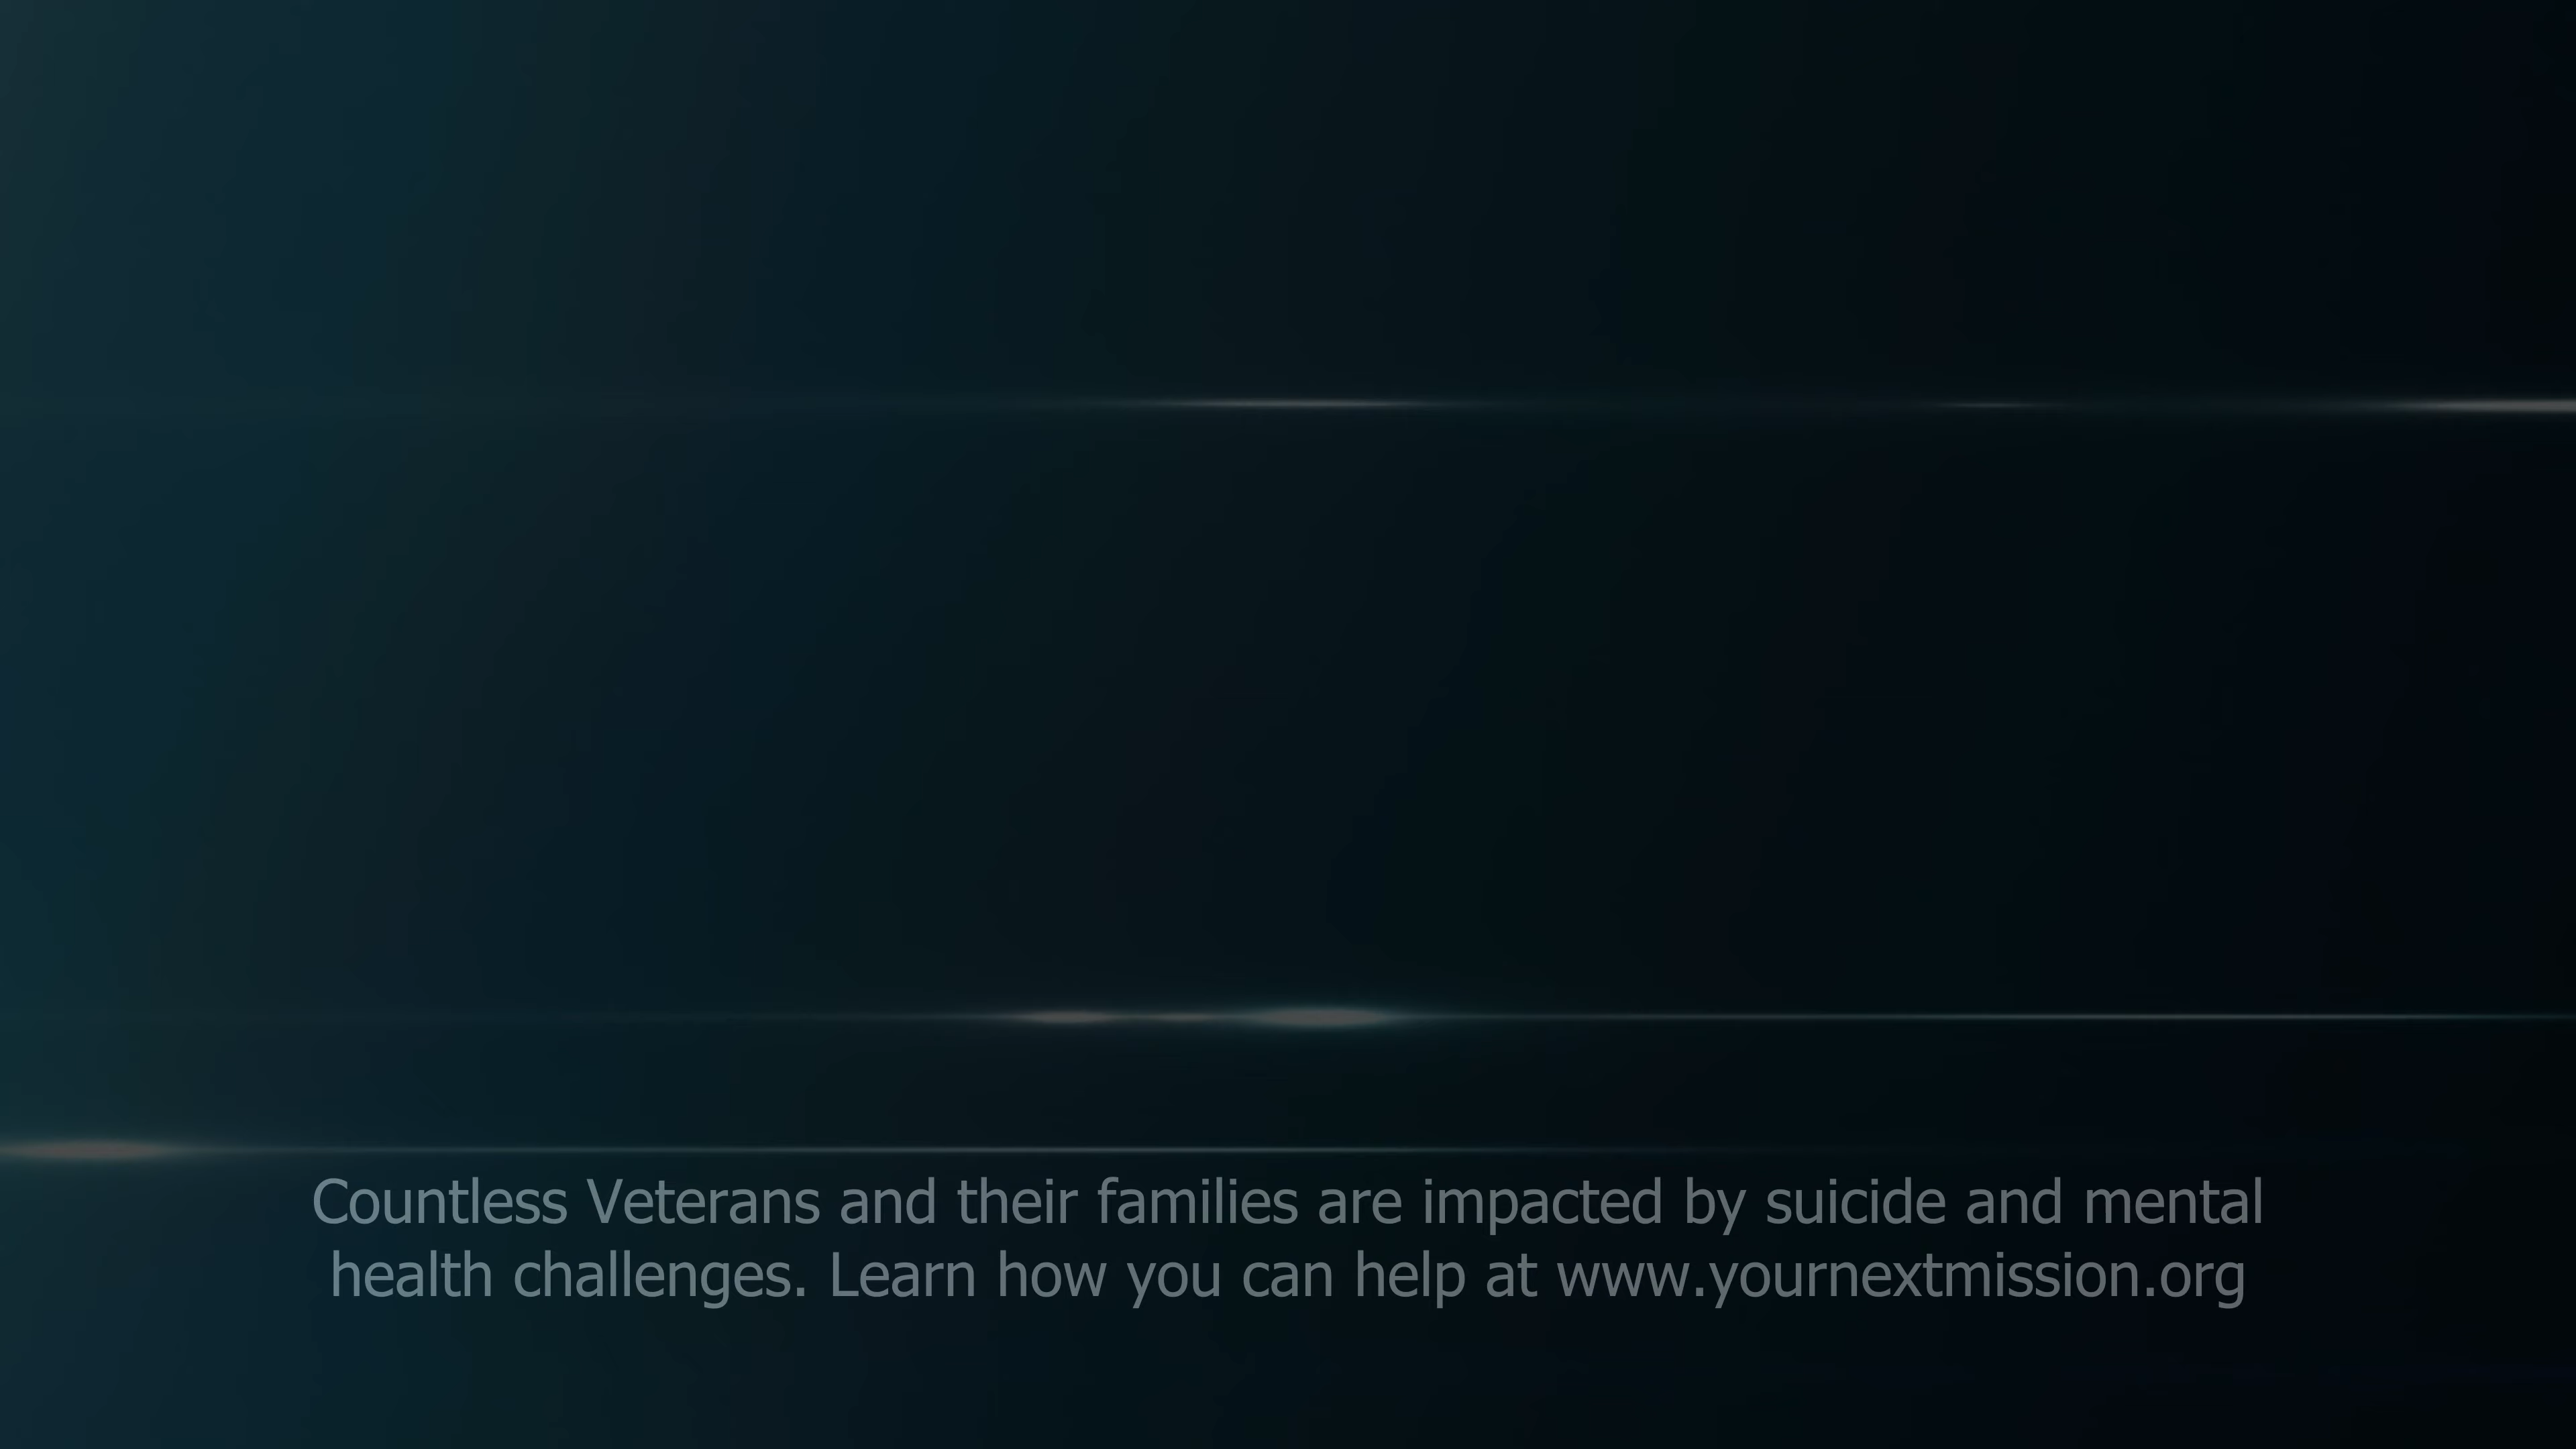 Countless Veterans and their families are impacted by suicide and mental
health challenges. Learn how you can help at www.yournextmission.org